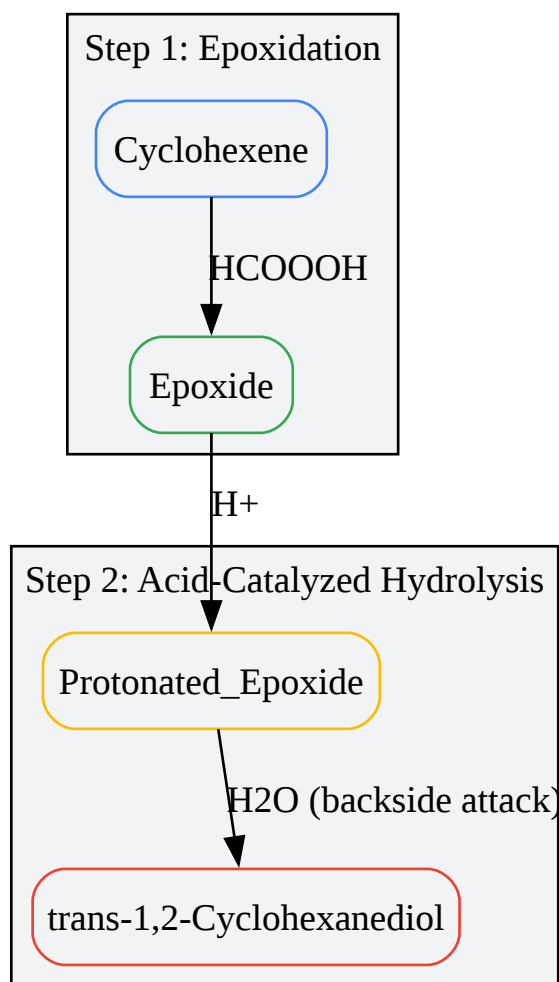 Step 1: Epoxidation
Cyclohexene
HCOOOH
Epoxide
H+
Step 2: Acid-Catalyzed Hydrolysis
Protonated_Epoxide
H2O (backside attack)
trans-1,2-Cyclohexanediol